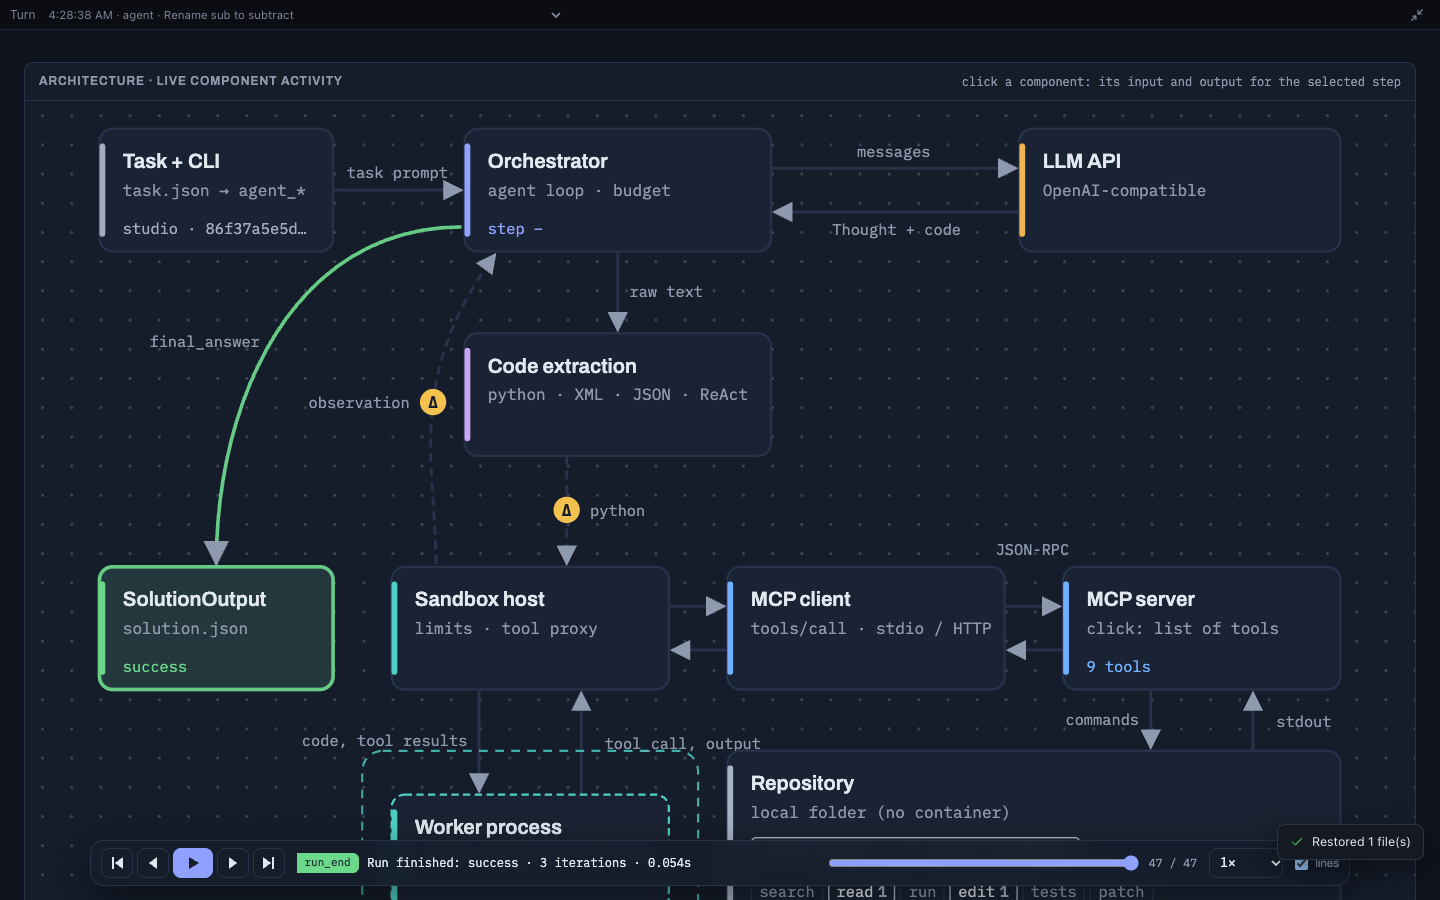 Turn 4:28:38 AM · agent · Rename sub to subtract
ARCHITECTURE · LIVE COMPONENT ACTIVITY
click a component: its input and output for the selected step
Task + CLI
task.json → agent_*
studio · 86f37a5e5d…
task prompt
Orchestrator
agent loop · budget
step –
messages
Thought + code
LLM API
OpenAI-compatible
raw text
final_answer
observation
Δ
Code extraction
python · XML · JSON · ReAct
Δ
python
JSON-RPC
SolutionOutput
solution.json
success
Sandbox host
limits · tool proxy
MCP client
tools/call · stdio / HTTP
MCP server
click: list of tools
9 tools
code, tool results
tool_call, output
commands
stdout
Worker process
Repository
local folder (no container)
search read 1 run edit 1 tests patch
run_end
Run finished: success · 3 iterations · 0.054s
47 / 47
1×
lines
Restored 1 file(s)